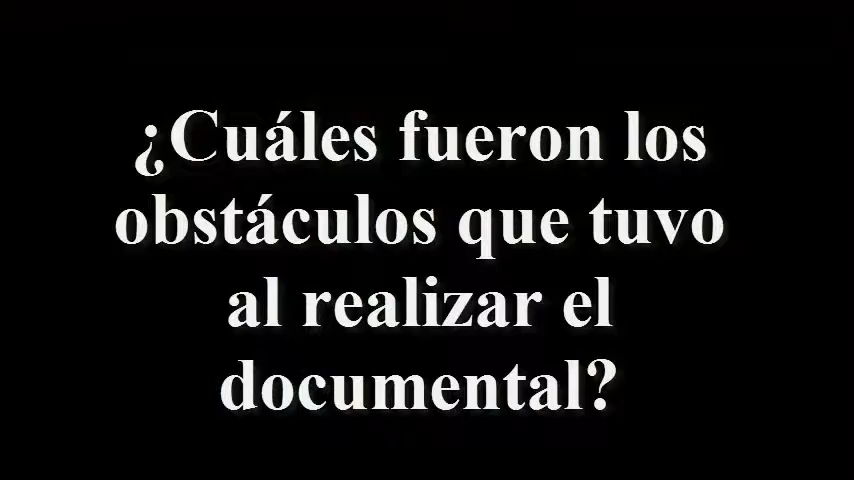 ¿Cuáles fueron los
obstáculos que tuvo
al realizar el
documental?